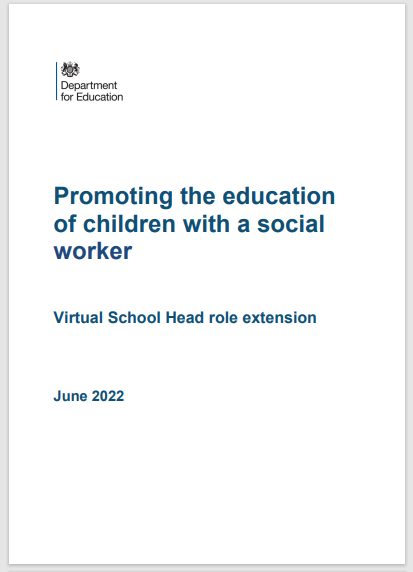 Department
for Education
Promoting the education
of children with a social
worker
Virtual School Head role extension
June 2022